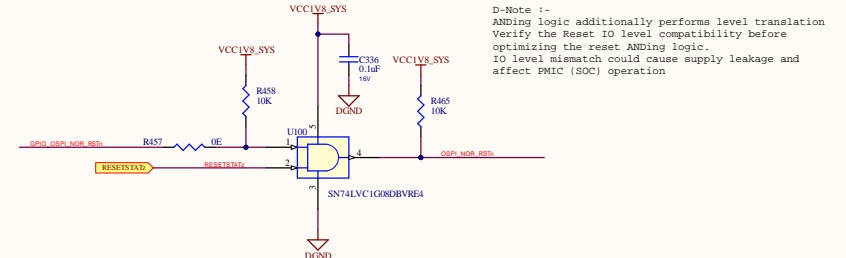 VCC1V8_SYS
D-Note :-
ANDing logic additionally performs level translation
Verify the Reset IO level compatibility before
optimizing the reset ANDing logic.
IO level mismatch could cause supply leakage and
affect PMIC (SOC) operation
VCC1V8_SYS
C336
0.1uF
16V
VCC1V8_SYS
R458
10K
DGND
R465
10K
U100
5
GPIO_OSPI_NOR_RSTn
R457
0E
1
4
OSPI_NOR_RSTn
RESETSTATz
RESETSTATz
2
3
SN74LVC1G08DBVRE4
DGND